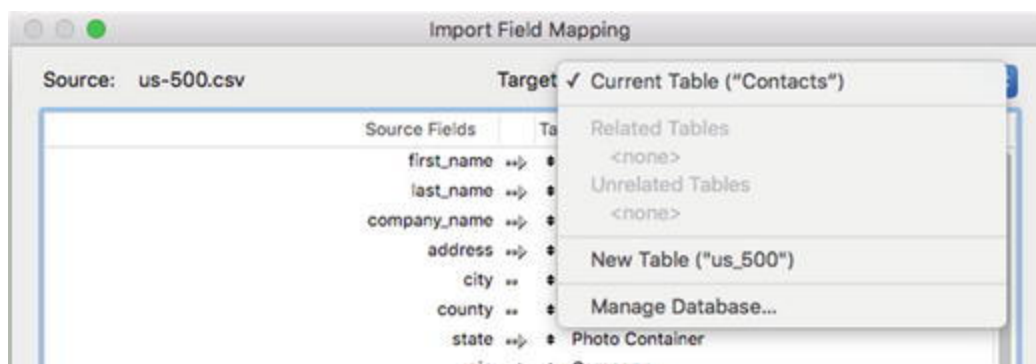 Import Field Mapping
Source: us-500.csv
Target
✓ Current Table ("Contacts")
Related Tables
<none>
Unrelated Tables
<none>
New Table ("us_500")
Manage Database...
Source Fields
Ta
first_name
last_name
company_name
address
city
county
state Photo Container